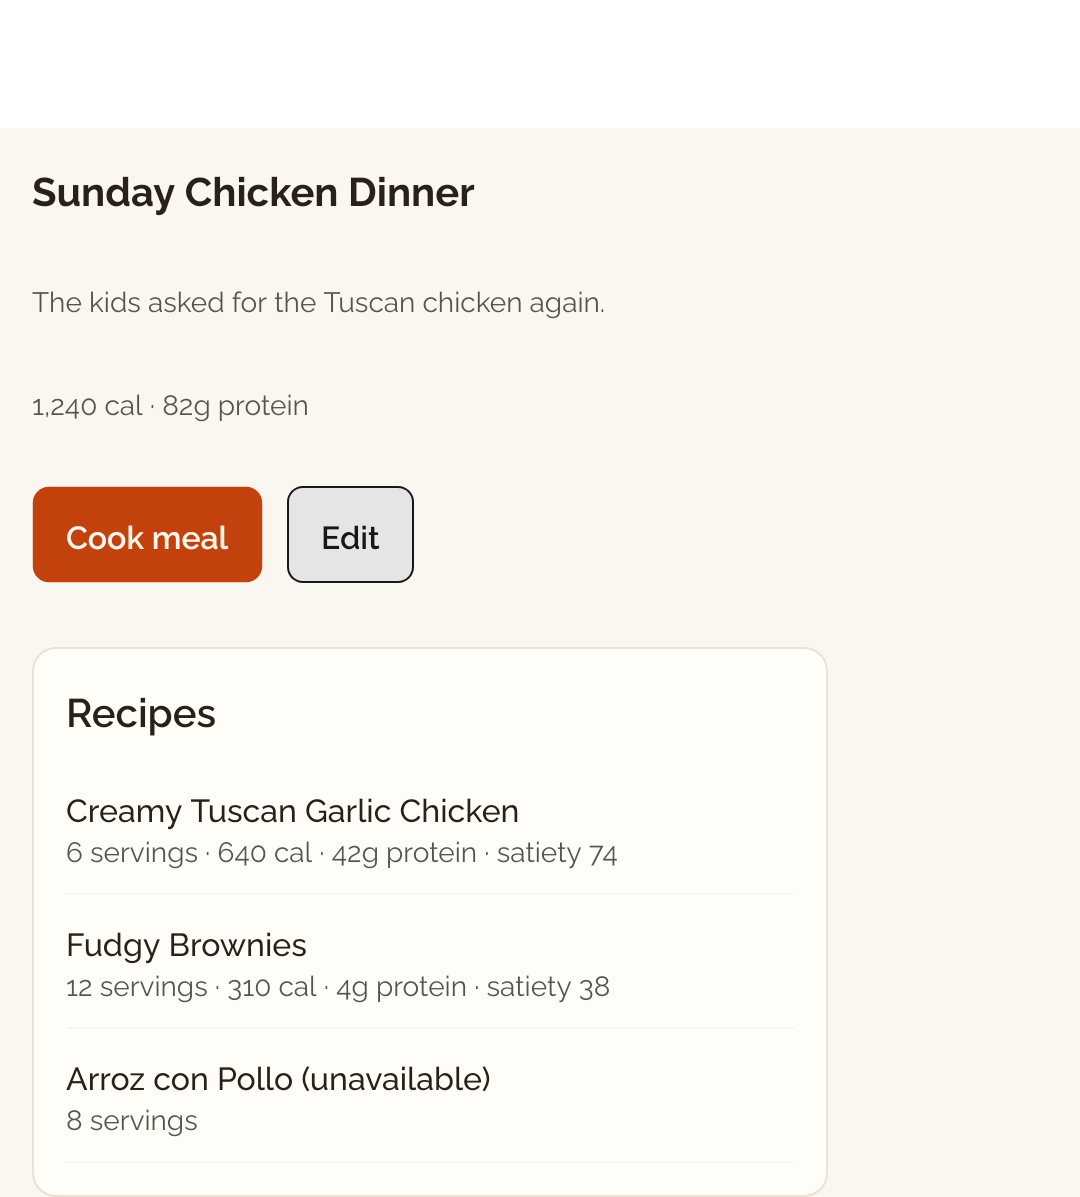 Sunday Chicken Dinner
The kids asked for the Tuscan chicken again.
1,240 cal · 82g protein
Cook meal
Edit
Recipes
Creamy Tuscan Garlic Chicken
6 servings · 640 cal · 42g protein · satiety 74
Fudgy Brownies
12 servings · 310 cal · 4g protein · satiety 38
Arroz con Pollo (unavailable)
8 servings